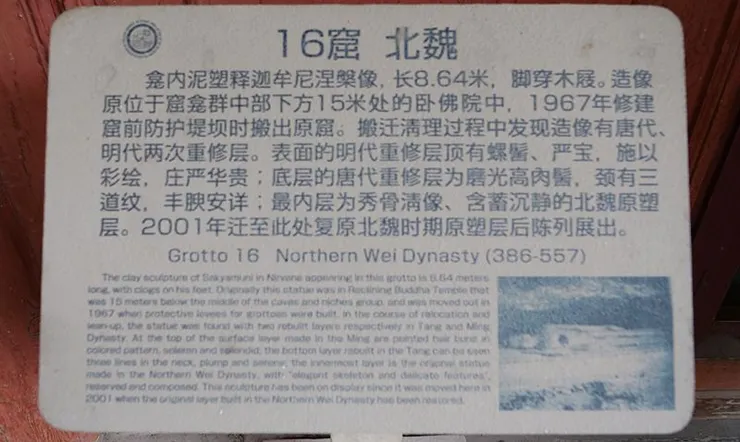 16窟 北魏
龛内泥塑释迦牟尼涅槃像，长8.64米，脚穿木屐。造像
原位于窟龛群中部下方15米处的卧佛院中，1967年修建
窟前防护堤坝时搬出原窟。搬迁清理过程中发现造像有唐代、
明代两次重修层。表面的明代重修层顶有螺髻、严宝，施以
彩绘，庄严华贵；底层的唐代重修层为磨光高肉髻，颈有三
道纹，丰腴安详；最内层为秀骨清像、含蓄沉静的北魏原塑
层。2001年迁至此处复原北魏时期原塑层后陈列展出。
Grotto 16 Northern Wei Dynasty (386-557)
The clay sculpture of Sakyamuni in Nirvana appearing in this grotto is 8.64 meters
long, with clogs on his feet. Originally this statue was in Reclining Buddha Temple that
was 15 meters below the middle of the caves and niches group, and was moved out in
1967 when protective levees for grottoes were built. In the course of relocation and
clean-up, the statue was found with two rebuilt layers respectively in Tang and Ming
Dynasty. At the top of the surface layer made in the Ming are painted hair bund in
colored pattern, solemn and splendid; the bottom layer rebuilt in the Tang can be seen
three lines in the neck, plump and serene; the innermost layer is the original statue
made in the Northern Wei Dynasty, with "elegant skeleton and delicate features",
reserved and composed. This sculpture has been on display since it was moved here in
2001 when the original layer built in the Northern Wei Dynasty has been restored.